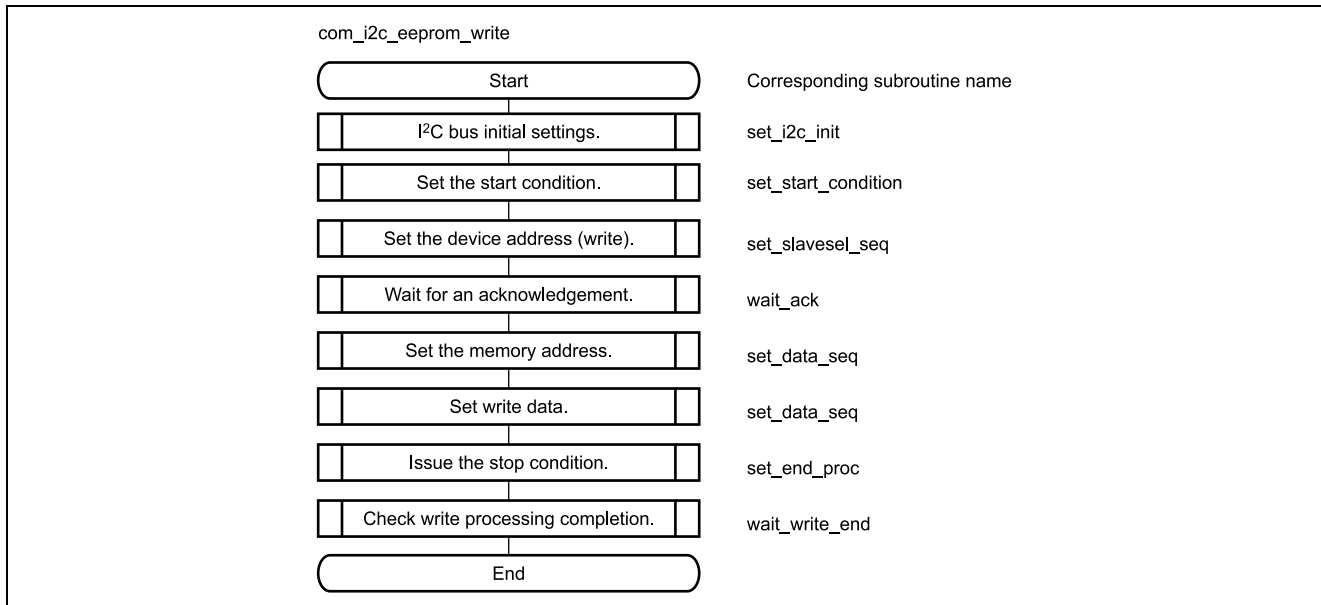 com_i2c_eeprom_write
Start
Corresponding subroutine name
I²C bus initial settings.
set_i2c_init
Set the start condition.
set_start_condition
Set the device address (write).
set_slavesel_seq
Wait for an acknowledgement.
wait_ack
Set the memory address.
set_data_seq
Set write data.
set_data_seq
Issue the stop condition.
set_end_proc
Check write processing completion.
wait_write_end
End